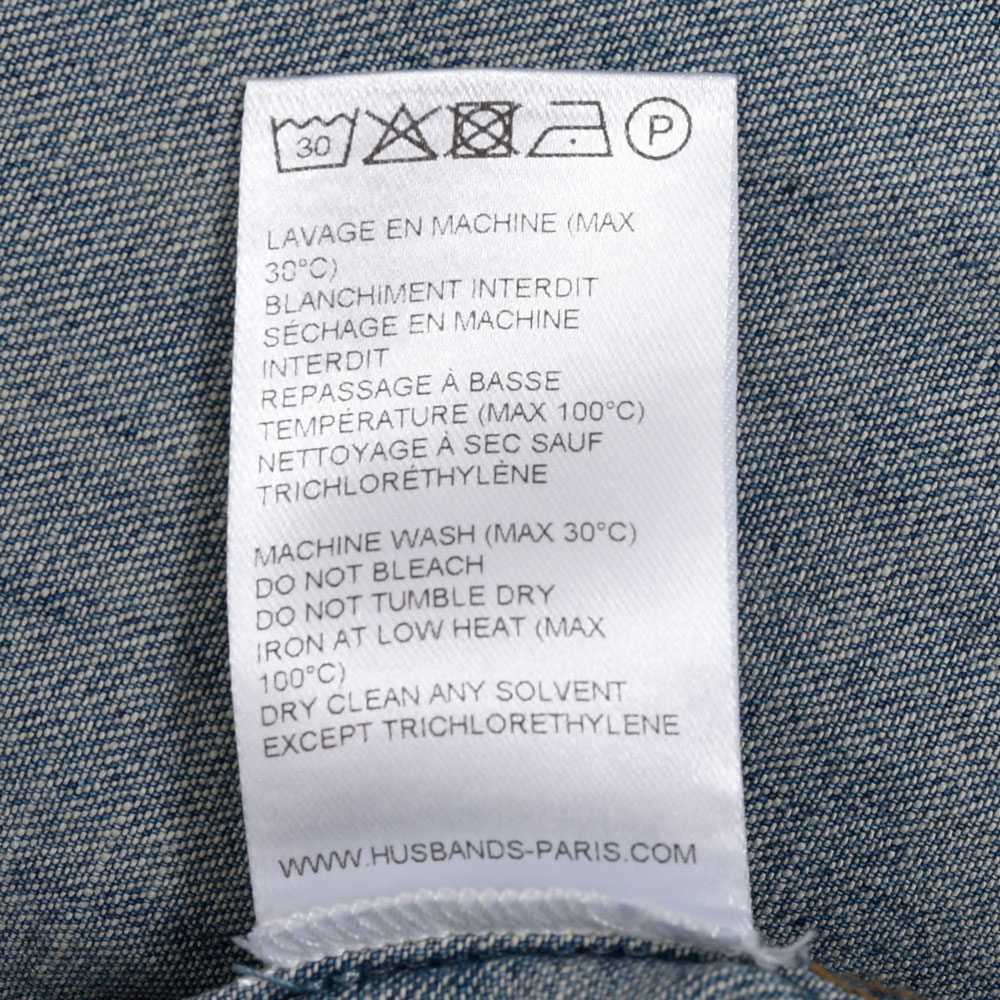 30 P
LAVAGE EN MACHINE (MAX
30°C)
BLANCHIMENT INTERDIT
SÉCHAGE EN MACHINE
INTERDIT
REPASSAGE À BASSE
TEMPÉRATURE (MAX 100°C)
NETTOYAGE À SEC SAUF
TRICHLORÉTHYLÈNE
MACHINE WASH (MAX 30°C)
DO NOT BLEACH
DO NOT TUMBLE DRY
IRON AT LOW HEAT (MAX
100°C)
DRY CLEAN ANY SOLVENT
EXCEPT TRICHLORETHYLENE
WWW.HUSBANDS-PARIS.COM